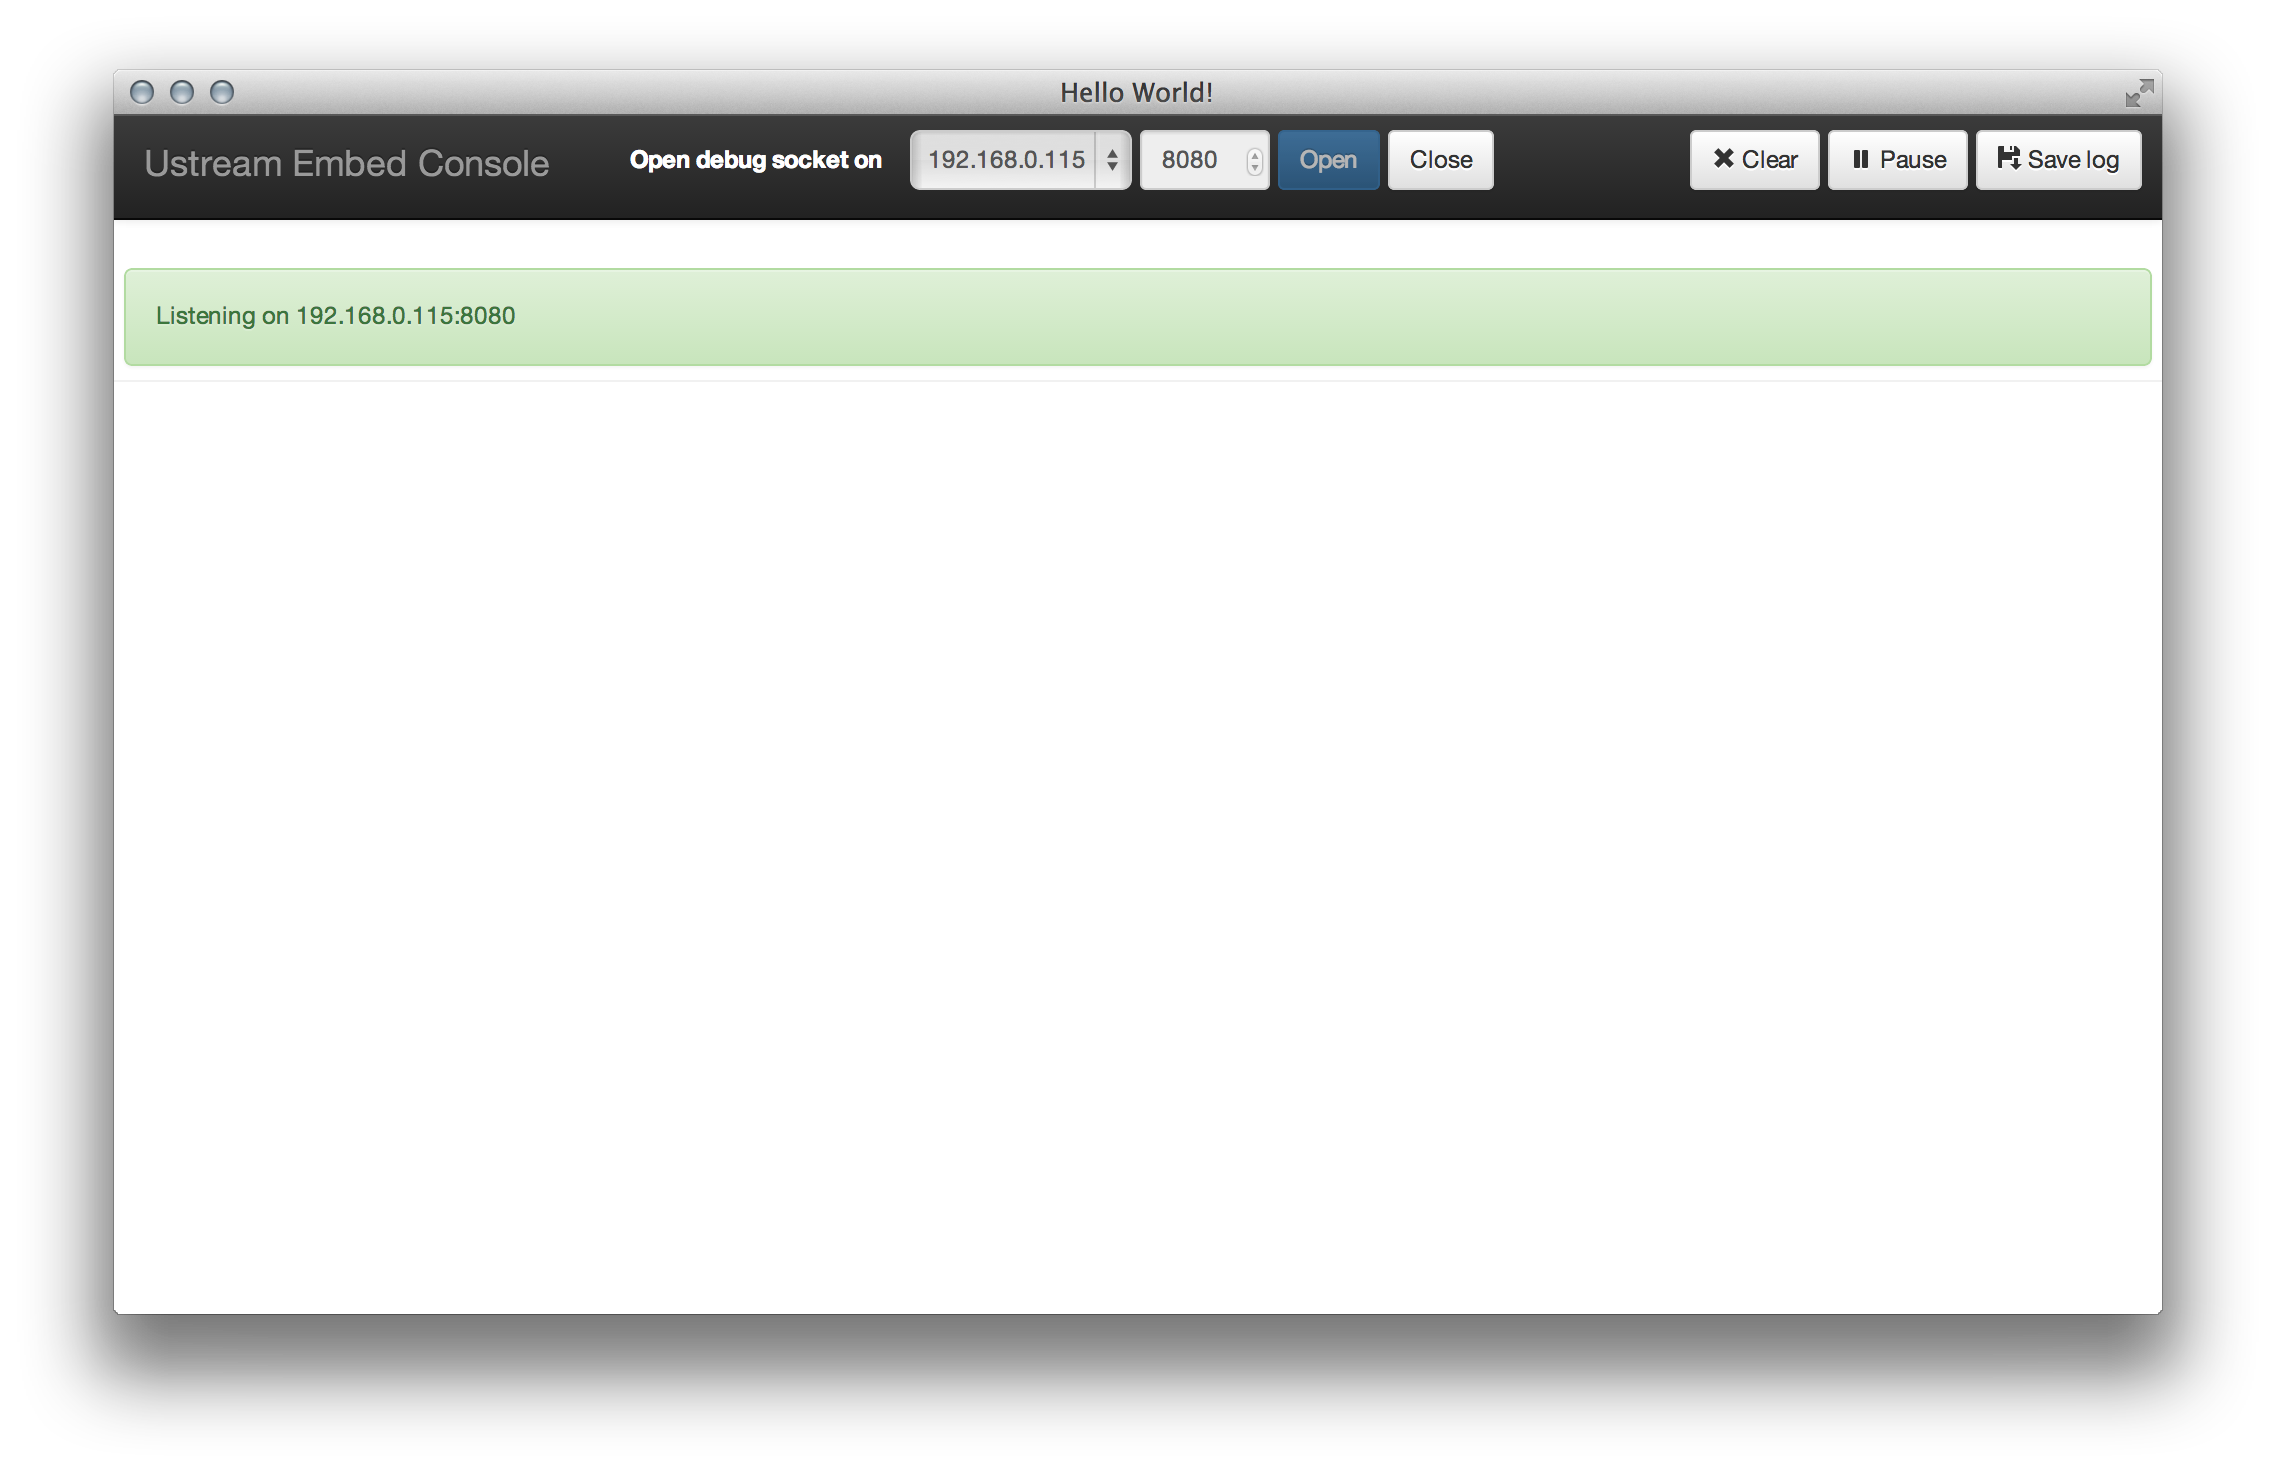 Hello World!
Ustream Embed Console Open debug socket on 192.168.0.115 8080 Open Close Clear Pause Save log
Listening on 192.168.0.115:8080